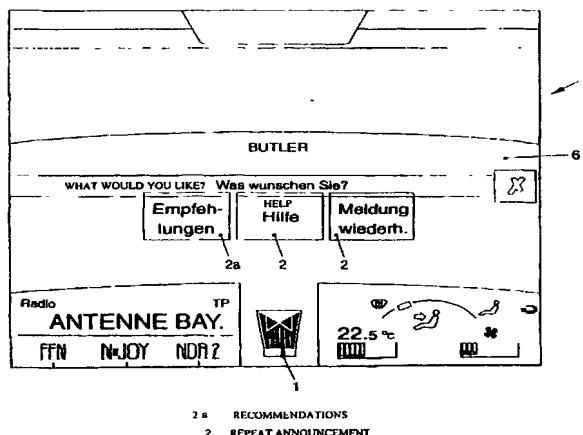 BUTLER
6
WHAT WOULD YOU LIKE? Was wunschen Sie?
Empfeh-
lungen
HELP
Hilfe
Meldung
wiederh.
2a
2
2
Radio
TP
ANTENNE BAY.
FFN
N-JOY
NDR 2
22.5 °C
1
2 a RECOMMENDATIONS
2 REPEAT ANNOUNCEMENT